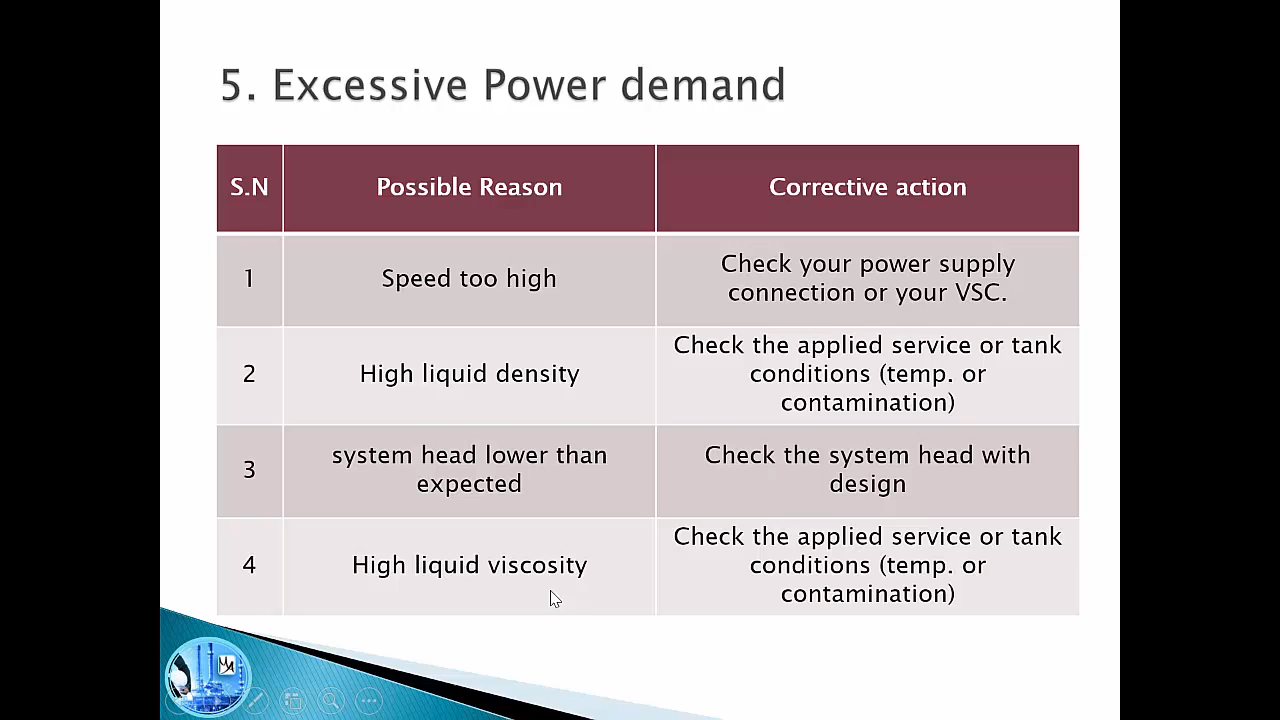 5. Excessive Power demand
S.N
Possible Reason
Corrective action
1
Speed too high
Check your power supply
connection or your VSC.
2
High liquid density
Check the applied service or tank
conditions (temp. or
contamination)
3
system head lower than
expected
Check the system head with
design
4
High liquid viscosity
Check the applied service or tank
conditions (temp. or
contamination)